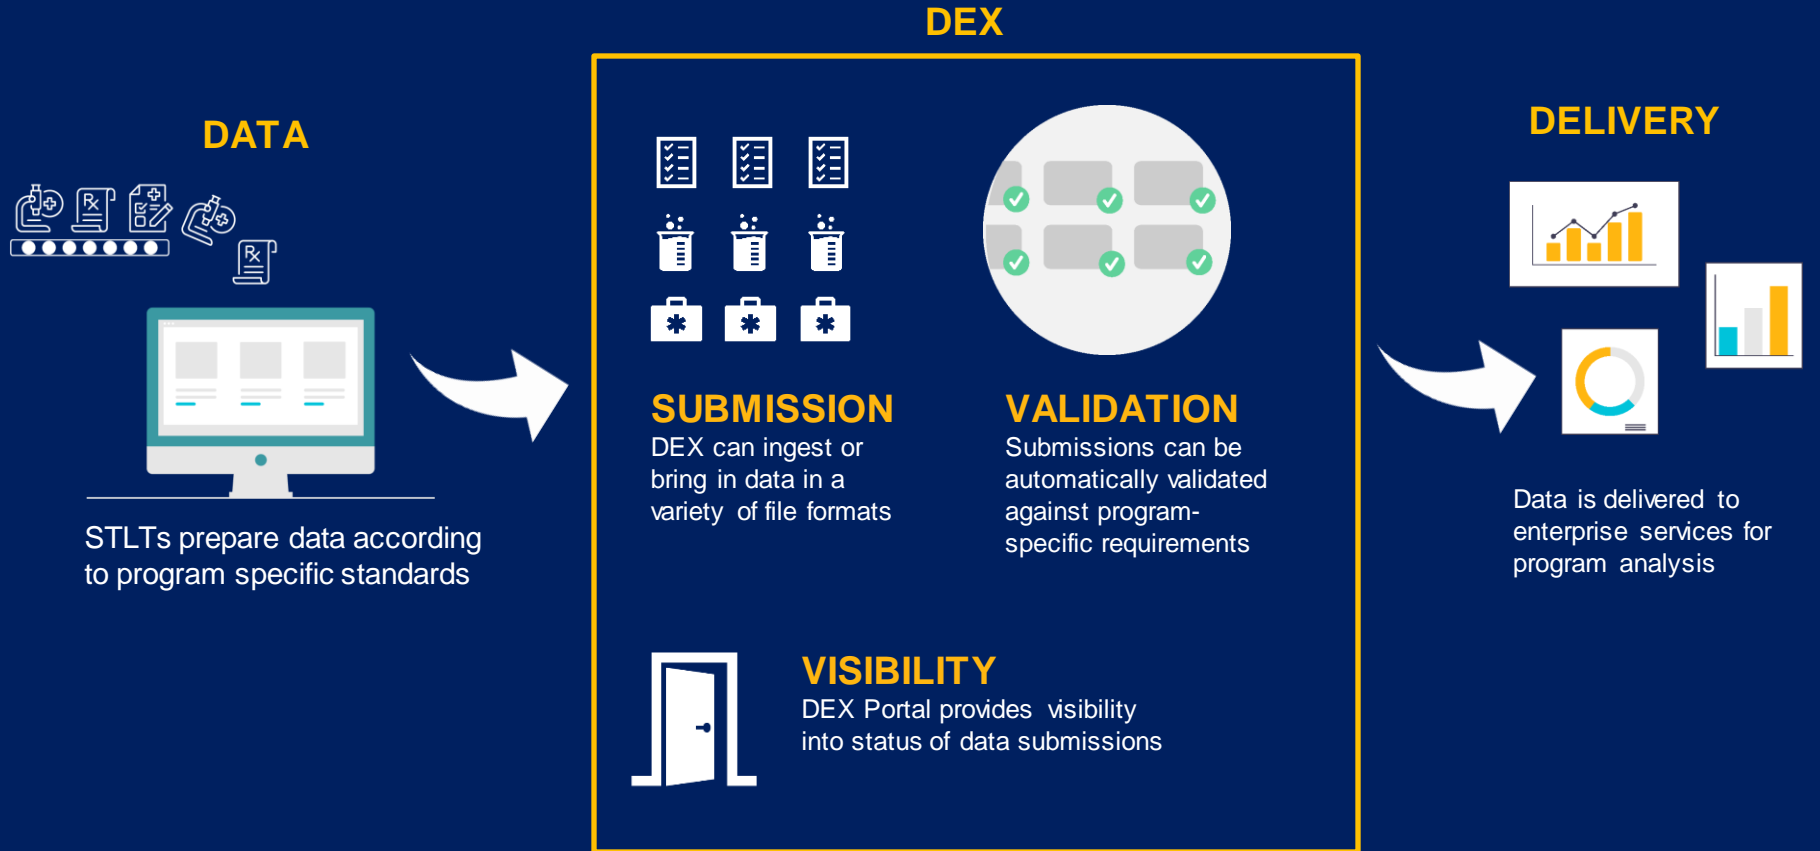 DEX
DATA
STLTs prepare data according
to program specific standards
SUBMISSION
DEX can ingest or
bring in data in a
variety of file formats
VALIDATION
Submissions can be
automatically validated
against program-
specific requirements
VISIBILITY
DEX Portal provides visibility
into status of data submissions
DELIVERY
Data is delivered to
enterprise services for
program analysis